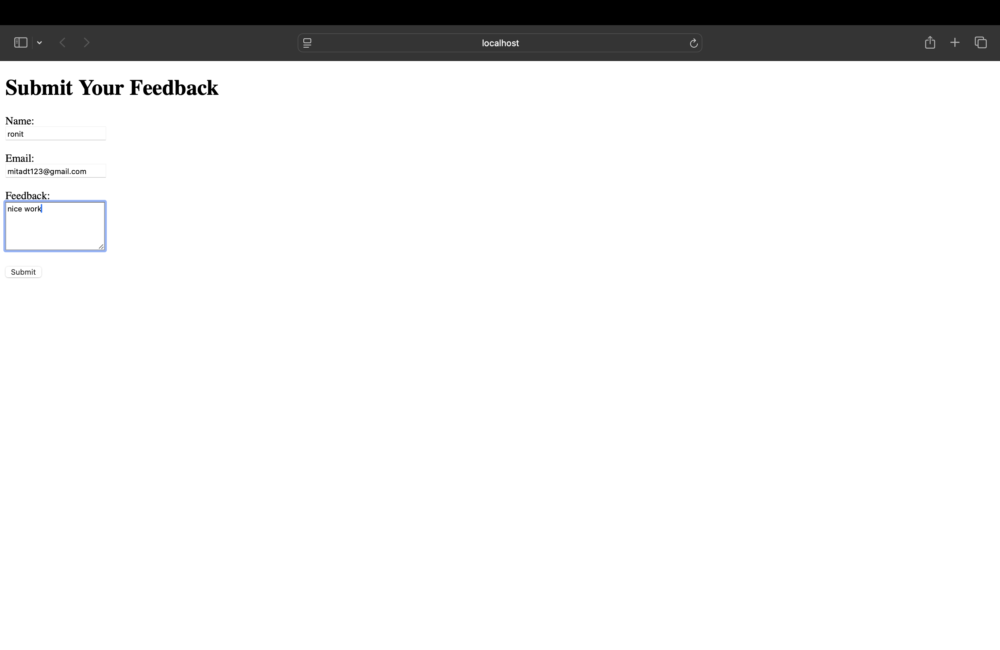 localhost
Submit Your Feedback
Name:
ronit
Email:
mitadt123@gmail.com
Feedback:
nice work
Submit